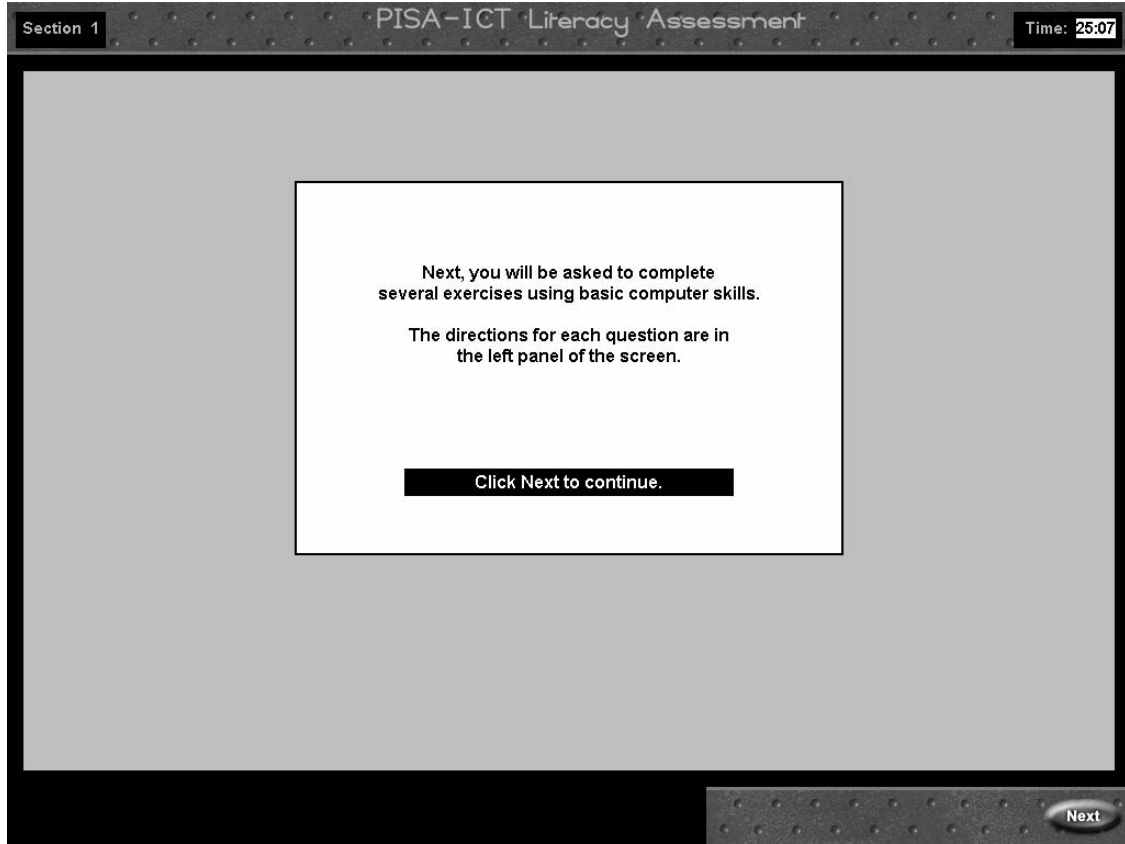 Section 1
PISA-ICT Literacy Assessment
Time: 25:07
Next, you will be asked to complete
several exercises using basic computer skills.
The directions for each question are in
the left panel of the screen.
Click Next to continue.
Next